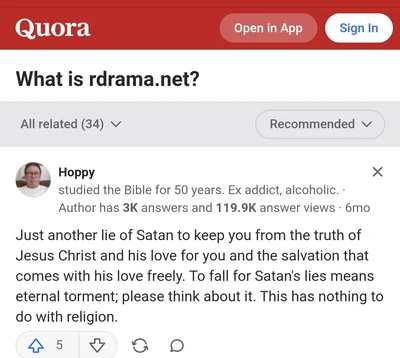 Quora
Open in App
Sign In
What is rdrama.net?
All related (34)
Recommended
Hoppy
studied the Bible for 50 years. Ex addict, alcoholic. ·
Author has 3K answers and 119.9K answer views · 6mo
Just another lie of Satan to keep you from the truth of
Jesus Christ and his love for you and the salvation that
comes with his love freely. To fall for Satan's lies means
eternal torment; please think about it. This has nothing to
do with religion.
5